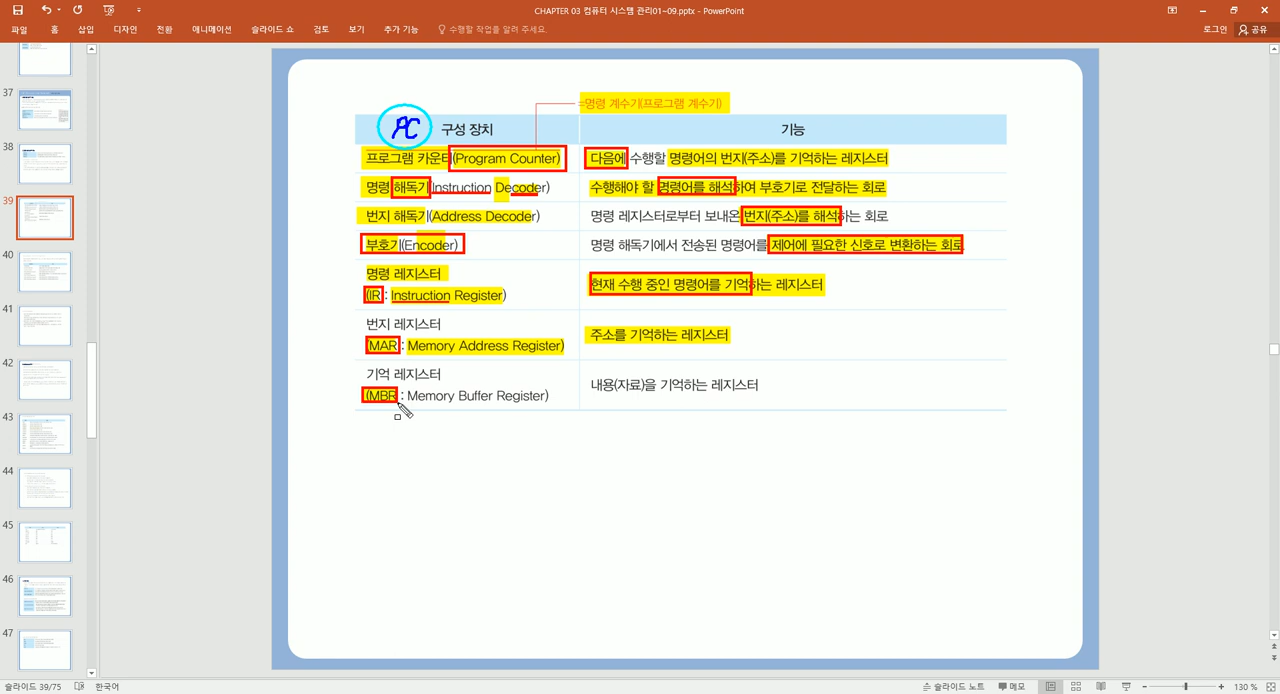 CHAPTER 03 컴퓨터 시스템 관리01~09.pptx - PowerPoint
파일 홈 삽입 디자인 전환 애니메이션 슬라이드 쇼 검토 보기 추가 기능 수행할 작업을 알려 주세요. 로그인 공유
=명령 계수기(프로그램 계수기)
PC
구성 장치 기능
프로그램 카운터(Program Counter) 다음에 수행할 명령어의 번지(주소)를 기억하는 레지스터
명령 해독기(Instruction Decoder) 수행해야 할 명령어를 해석하여 부호기로 전달하는 회로
번지 해독기(Address Decoder) 명령 레지스터로부터 보내온 번지(주소)를 해석하는 회로
부호기(Encoder) 명령 해독기에서 전송된 명령어를 제어에 필요한 신호로 변환하는 회로
명령 레지스터
(IR : Instruction Register) 현재 수행 중인 명령어를 기억하는 레지스터
번지 레지스터
(MAR : Memory Address Register) 주소를 기억하는 레지스터
기억 레지스터
(MBR : Memory Buffer Register) 내용(자료)을 기억하는 레지스터
37
38
39
40
41
42
43
44
45
46
47
슬라이드 39/75 한국어 슬라이드 노트 메모 130 %